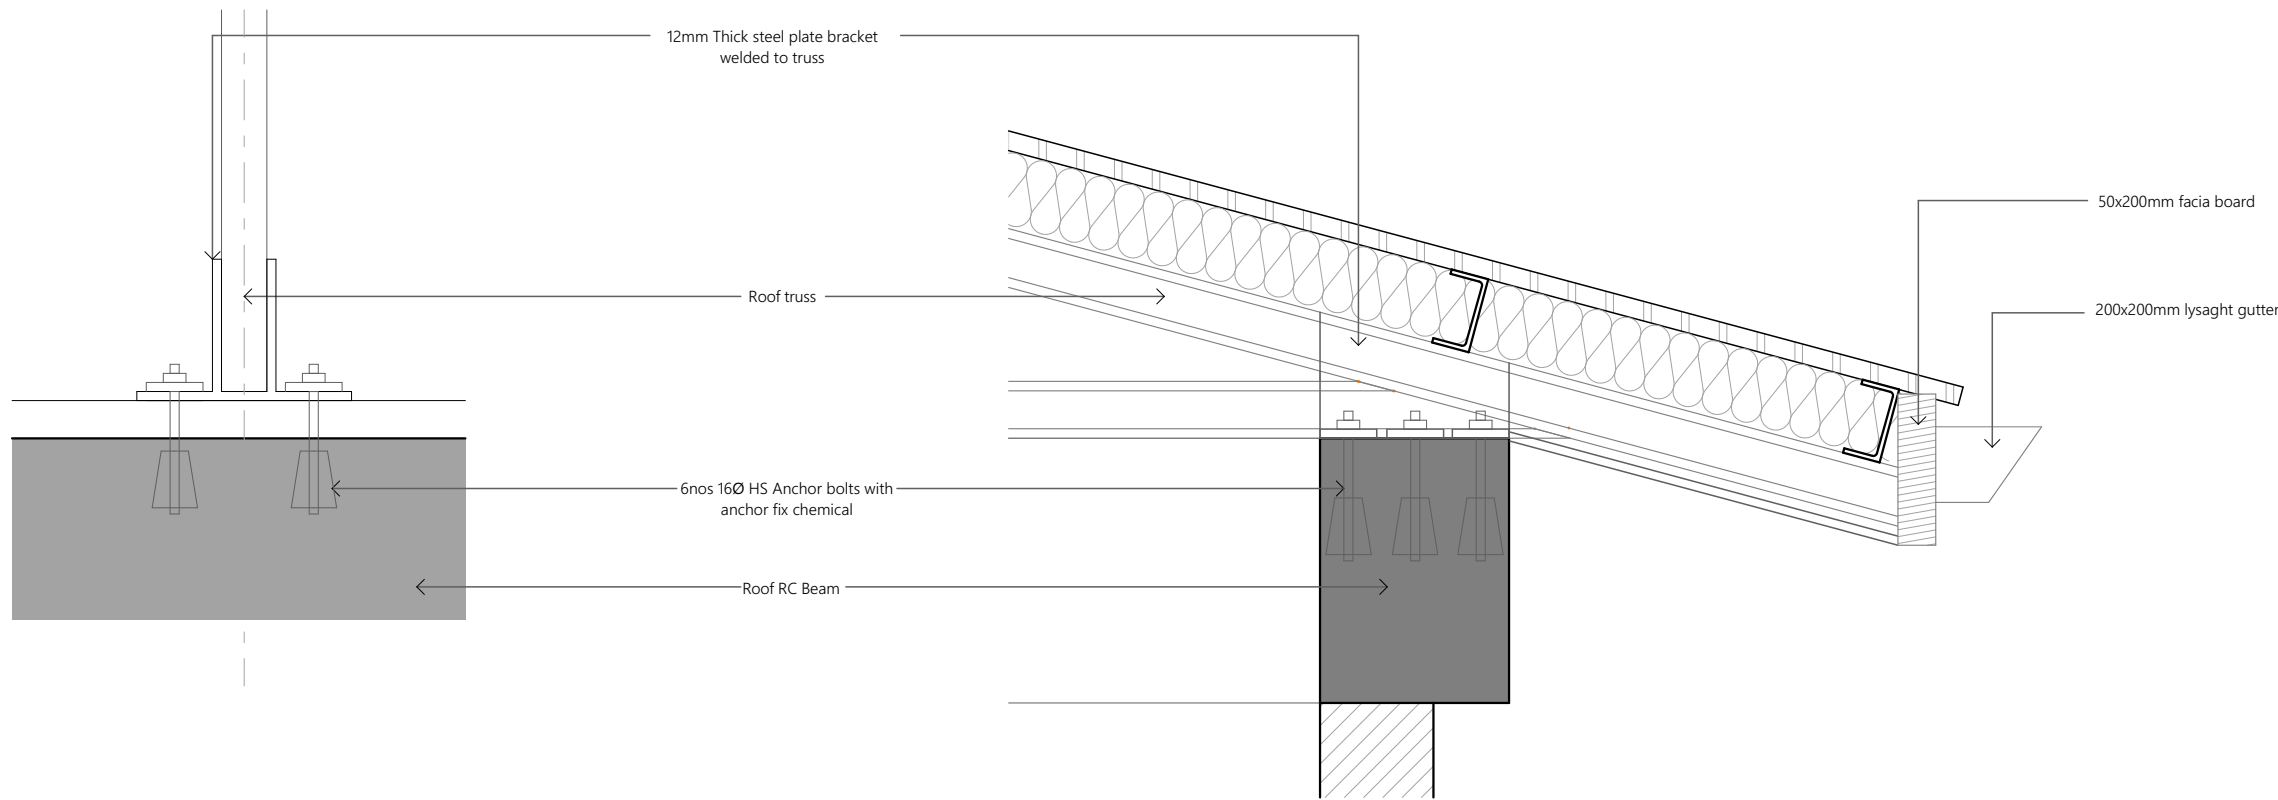 12mm Thick steel plate bracket
welded to truss
50x200mm facia board
Roof truss
200x200mm lysaght gutter
6nos 16Ø HS Anchor bolts with
anchor fix chemical
Roof RC Beam